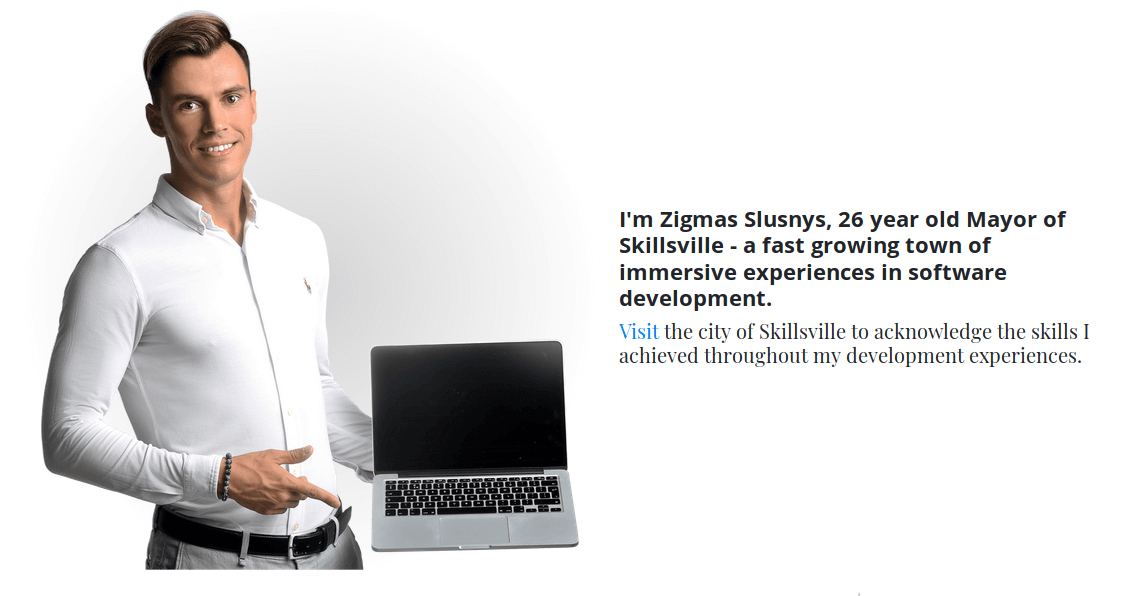 I'm Zigmas Slusnys, 26 year old Mayor of
Skillsville - a fast growing town of
immersive experiences in software
development.
Visit the city of Skillsville to acknowledge the skills I
achieved throughout my development experiences.